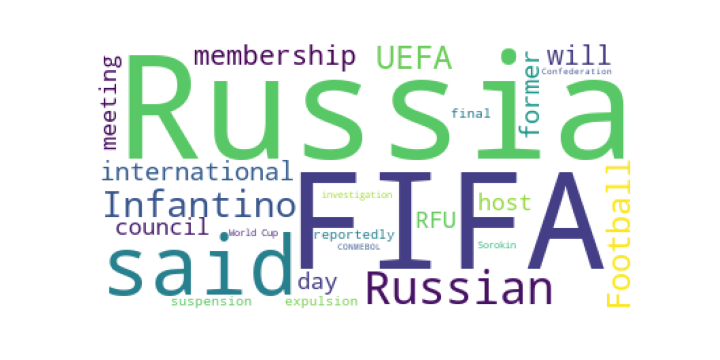 Russia
membership
UEFA
will
Confederation
meeting
former
final
international
Infantino
FIFA
investigation
host
Football
council
World Cup
reportedly
RFU
said
CONMEBOL
Sorokin
day
Russian
suspension
expulsion